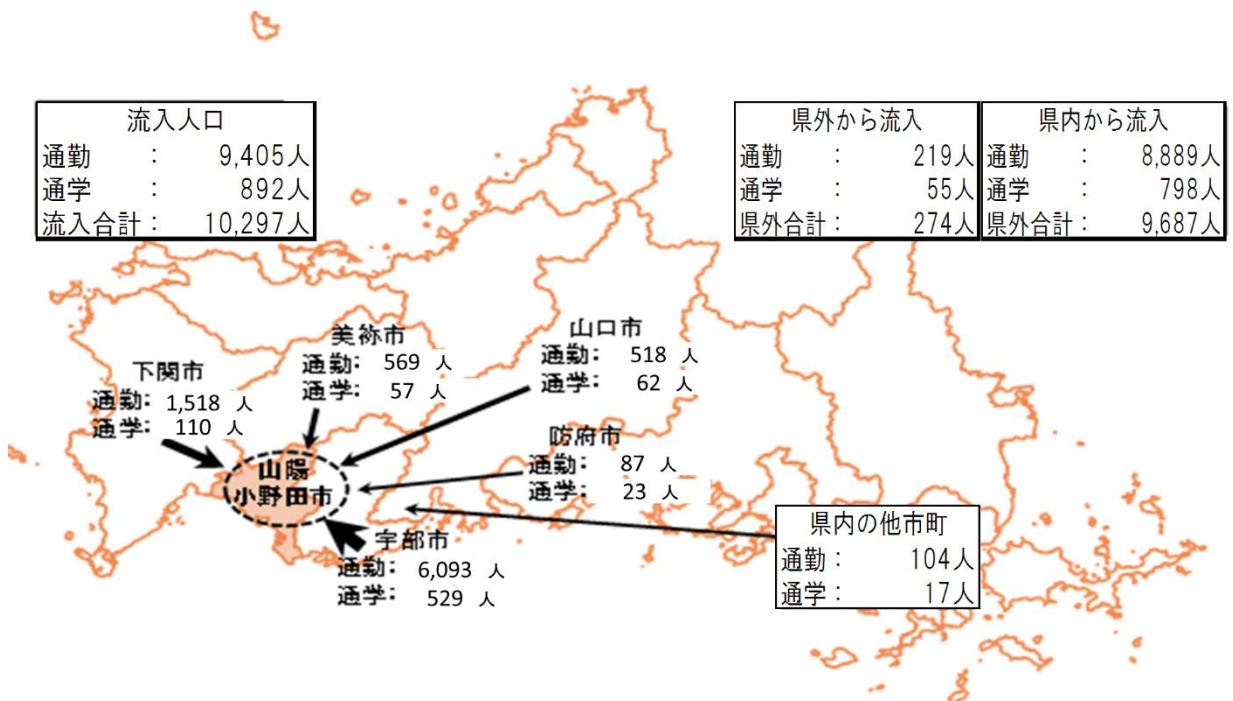 流入人口
通勤 : 9,405人
通学 : 892人
流入合計: 10,297人
県外から流入
通勤 : 219人
通学 : 55人
県外合計: 274人
県内から流入
通勤 : 8,889人
通学 : 798人
県外合計: 9,687人
美祢市
通勤: 569 人
通学: 57 人
山口市
通勤: 518 人
通学: 62 人
下関市
通勤: 1,518 人
通学: 110 人
防府市
通勤: 87 人
通学: 23 人
山陽
小野田市
県内の他市町
通勤: 104人
通学: 17人
宇部市
通勤: 6,093 人
通学: 529 人